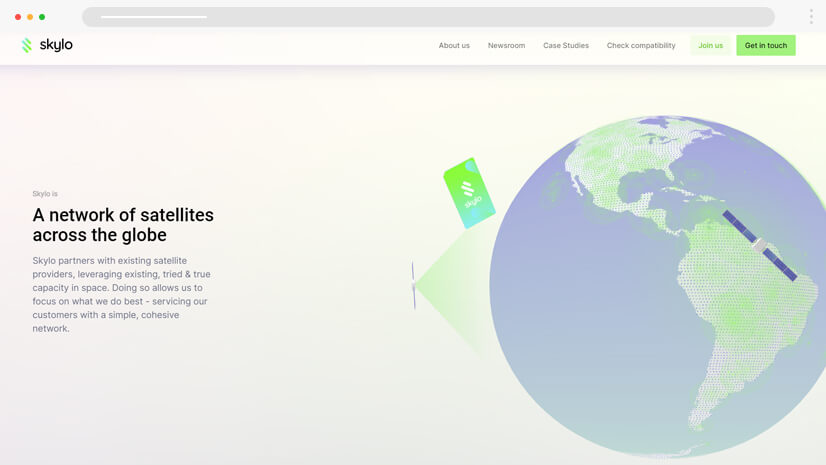 skylo
About us
Newsroom
Case Studies
Check compatibility
Join us
Get in touch
Skylo is
A network of satellites
across the globe
Skylo partners with existing satellite
providers, leveraging existing, tried & true
capacity in space. Doing so allows us to
focus on what we do best - servicing our
customers with a simple, cohesive
network.
skylo